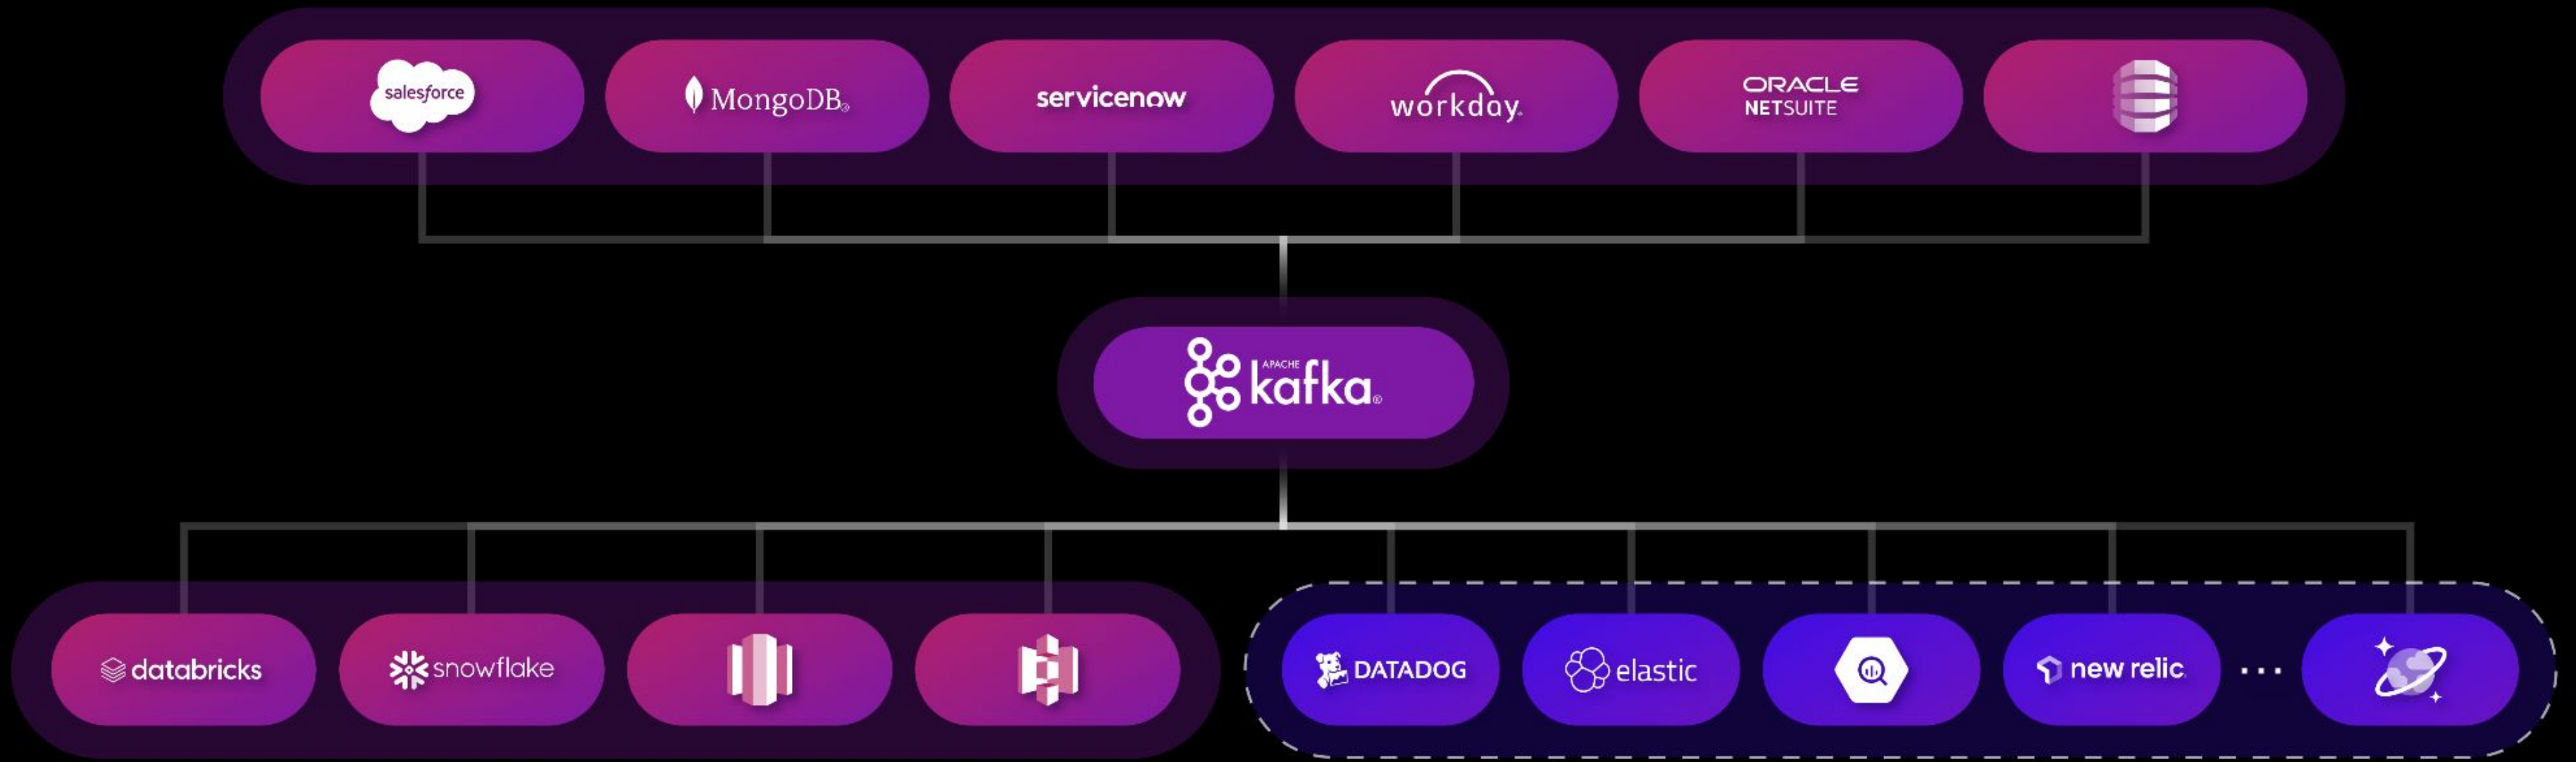 salesforce
MongoDB®
servicenow
workday®
ORACLE
NETSUITE
APACHE
kafka®
databricks
snowflake
DATADOG
elastic
new relic
...